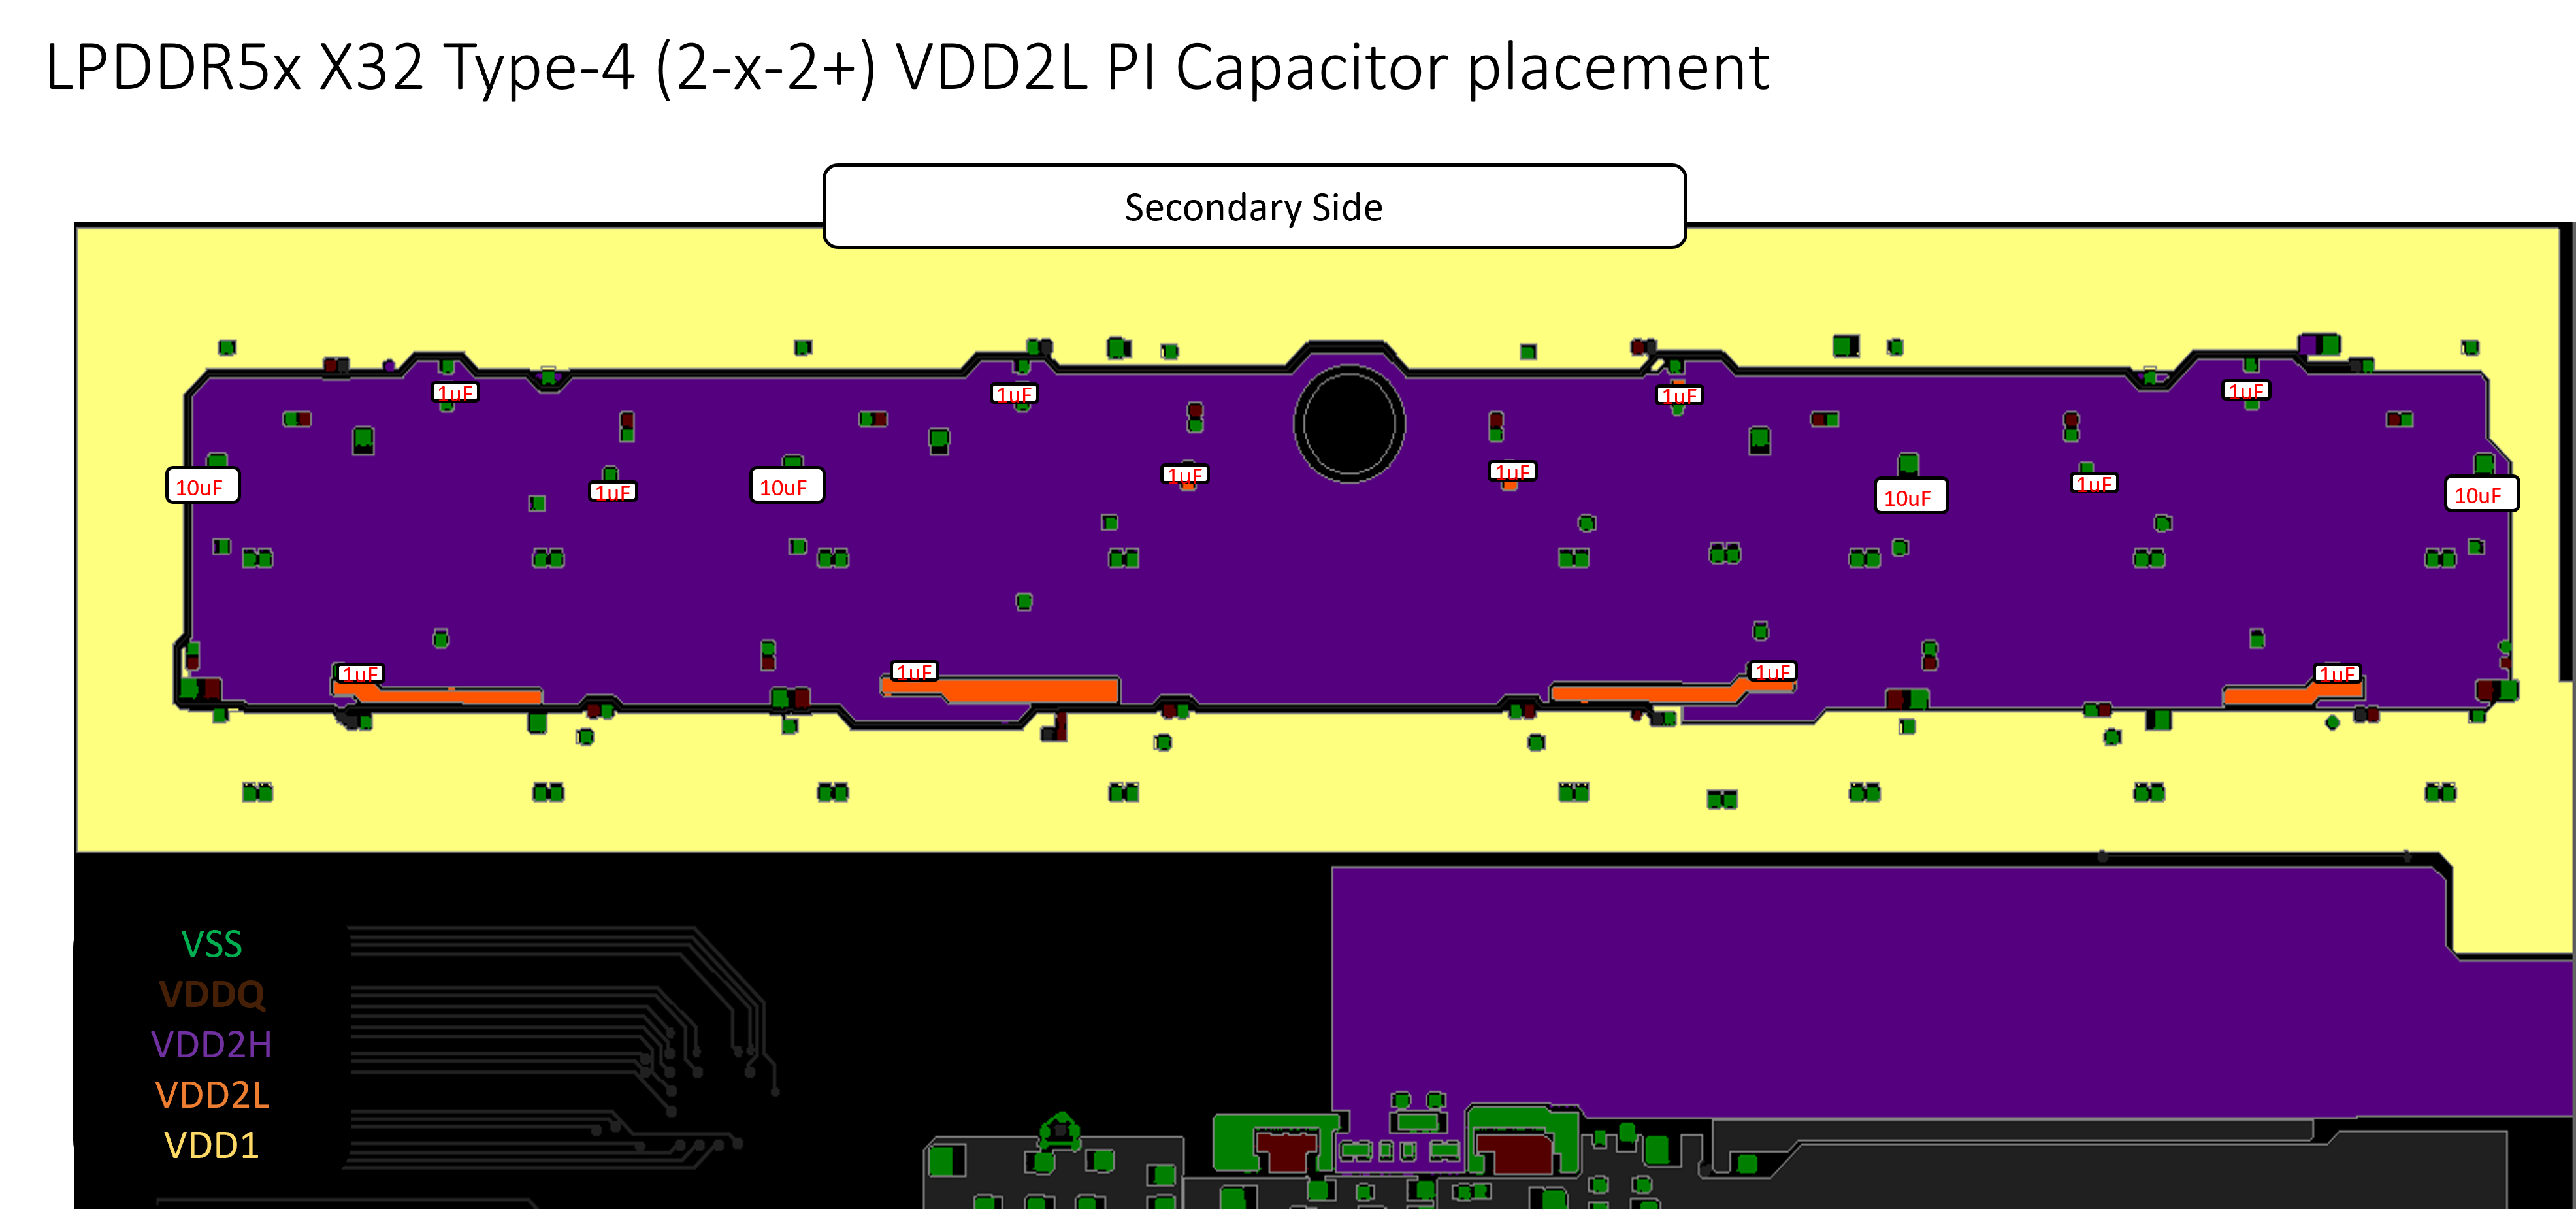 LPDDR5x X32 Type-4 (2-x-2+) VDD2L PI Capacitor placement
Secondary Side
1uF
1uF
1uF
1uF
10uF
1uF
10uF
1uF
1uF
10uF
1uF
10uF
1uF
1uF
1uF
1uF
VSS
VDDQ
VDD2H
VDD2L
VDD1